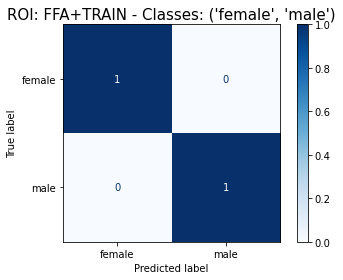 ROI: FFA+TRAIN - Classes: ('female', 'male')
True label
female
1
0
male
0
1
female
male
Predicted label
1.0
0.8
0.6
0.4
0.2
0.0